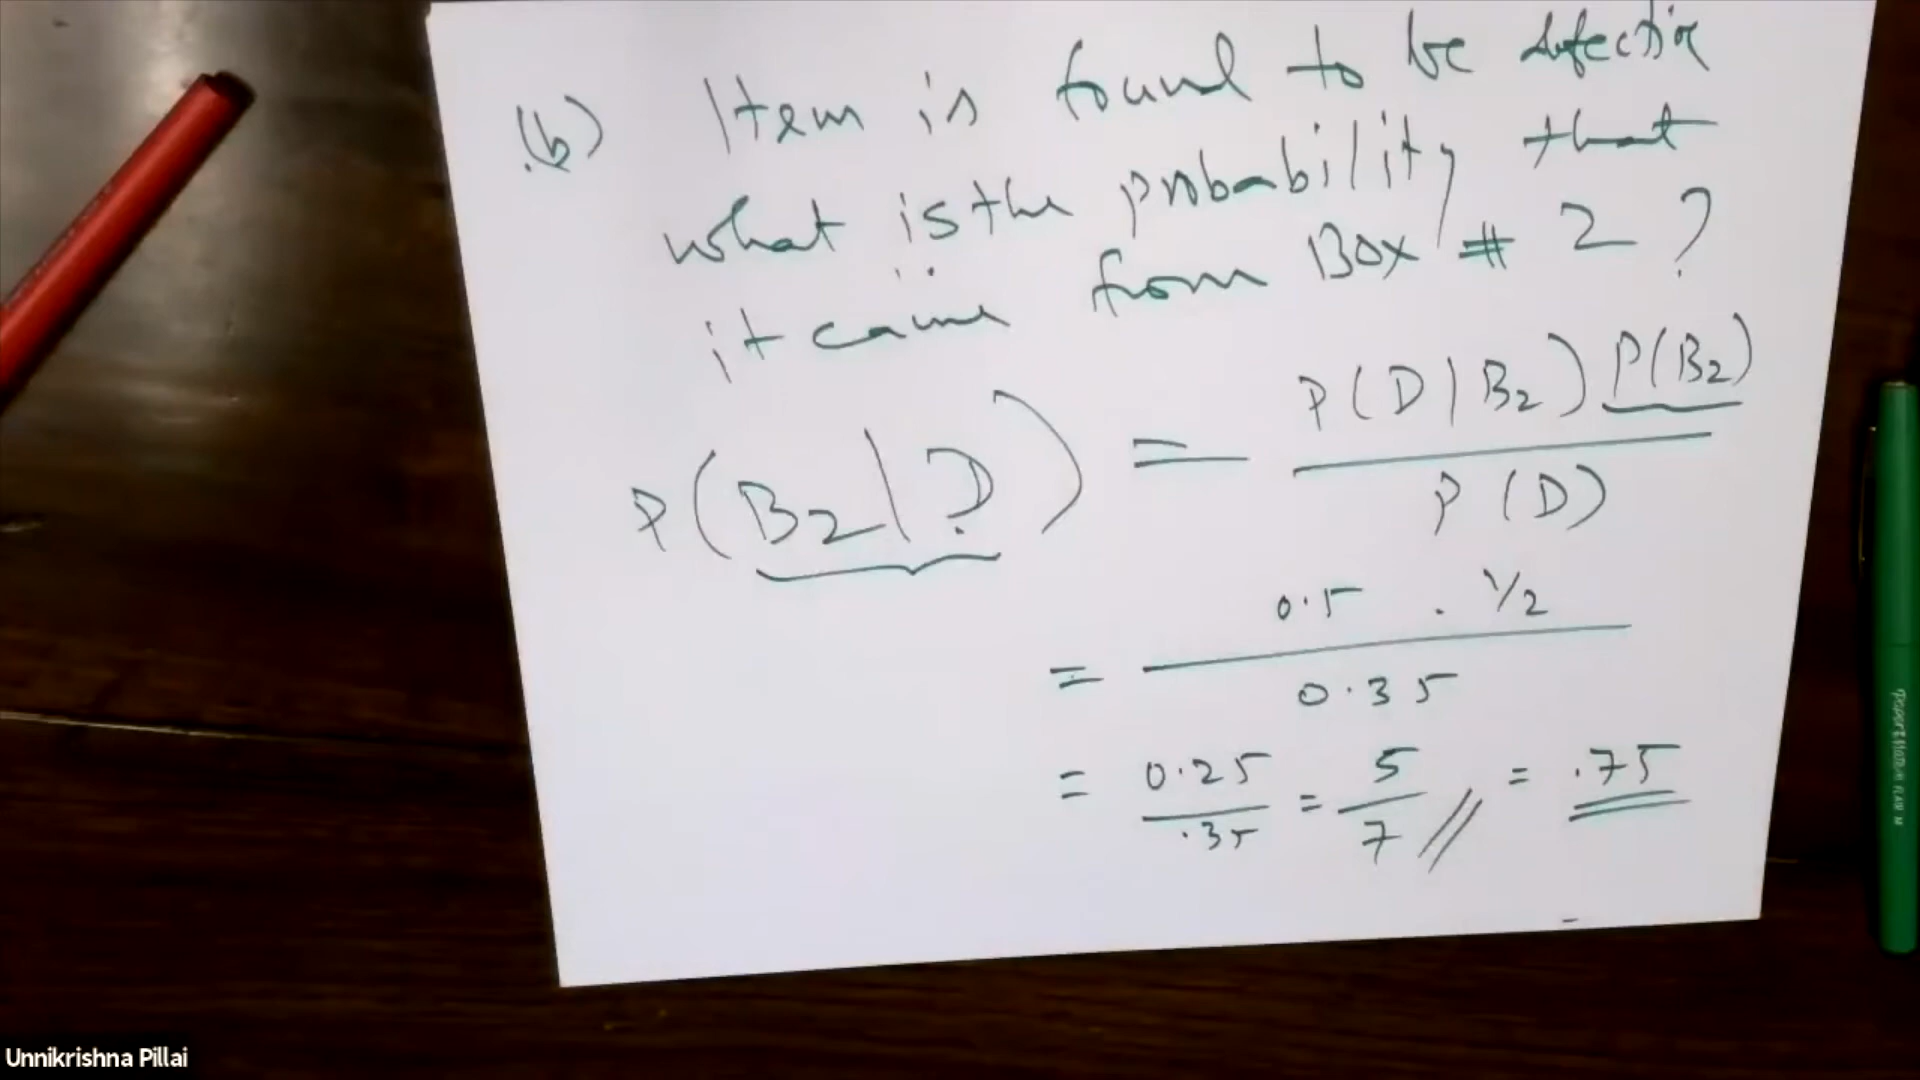 (b) Item is found to be defective
what is the probability that
it came from Box # 2 ?
P(B2|D) = P(D|B2) P(B2) / P(D)
= 0.5 . 1/2 / 0.35
= 0.25 / .35 = 5/7 // = .75
Unnikrishna Pillai